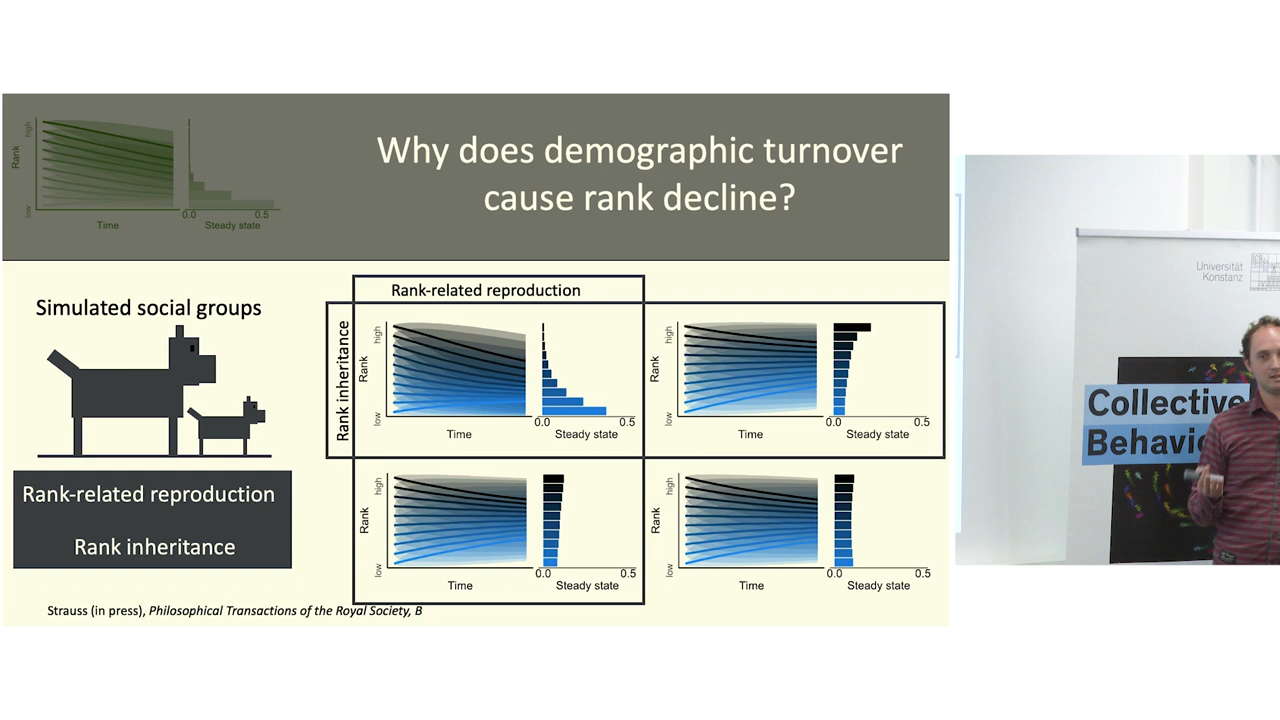 Why does demographic turnover
cause rank decline?
high
Rank
low
Time
0.0
0.5
Steady state
Simulated social groups
Rank-related reproduction
Rank inheritance
Rank-related reproduction
Rank inheritance
high
Rank
low
Time
0.0
0.5
Steady state
high
Rank
low
Time
0.0
0.5
Steady state
high
Rank
low
Time
0.0
0.5
Steady state
high
Rank
low
Time
0.0
0.5
Steady state
Strauss (in press), Philosophical Transactions of the Royal Society, B
Universität
Konstanz
Collective